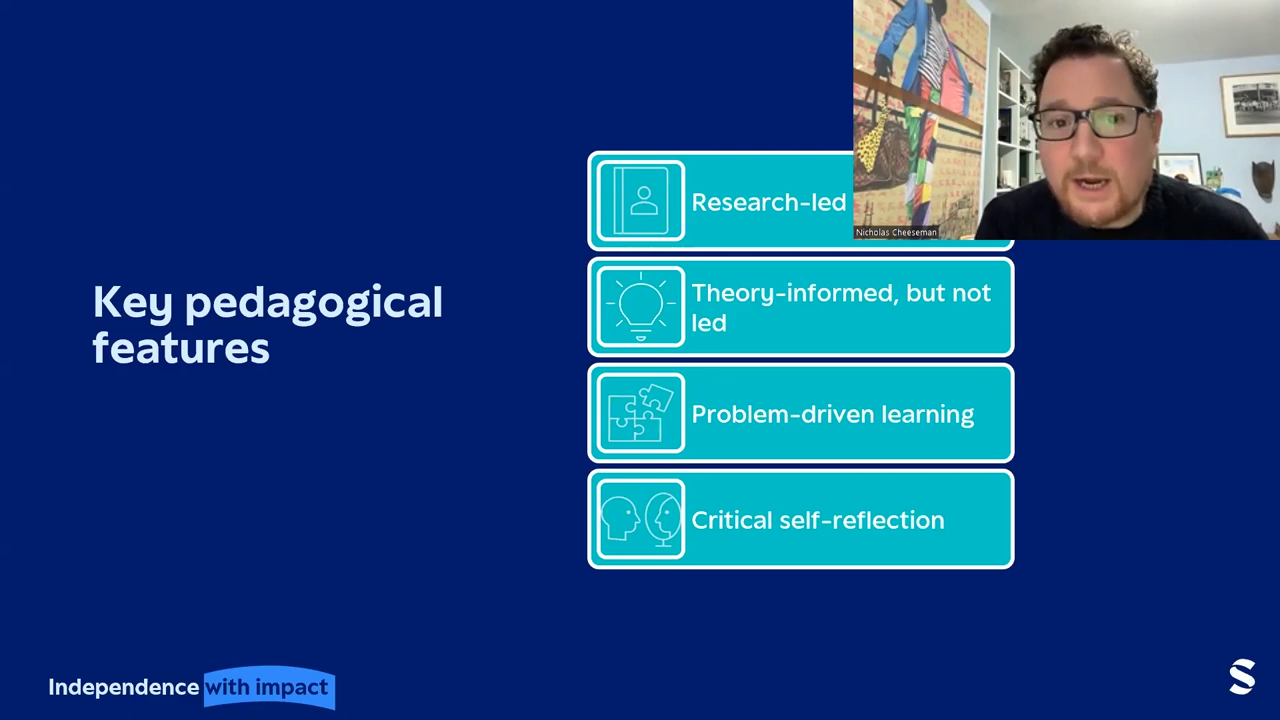 Key pedagogical
features
Research-led
Theory-informed, but not
led
Problem-driven learning
Critical self-reflection
Nicholas Cheeseman
Independence with impact
S